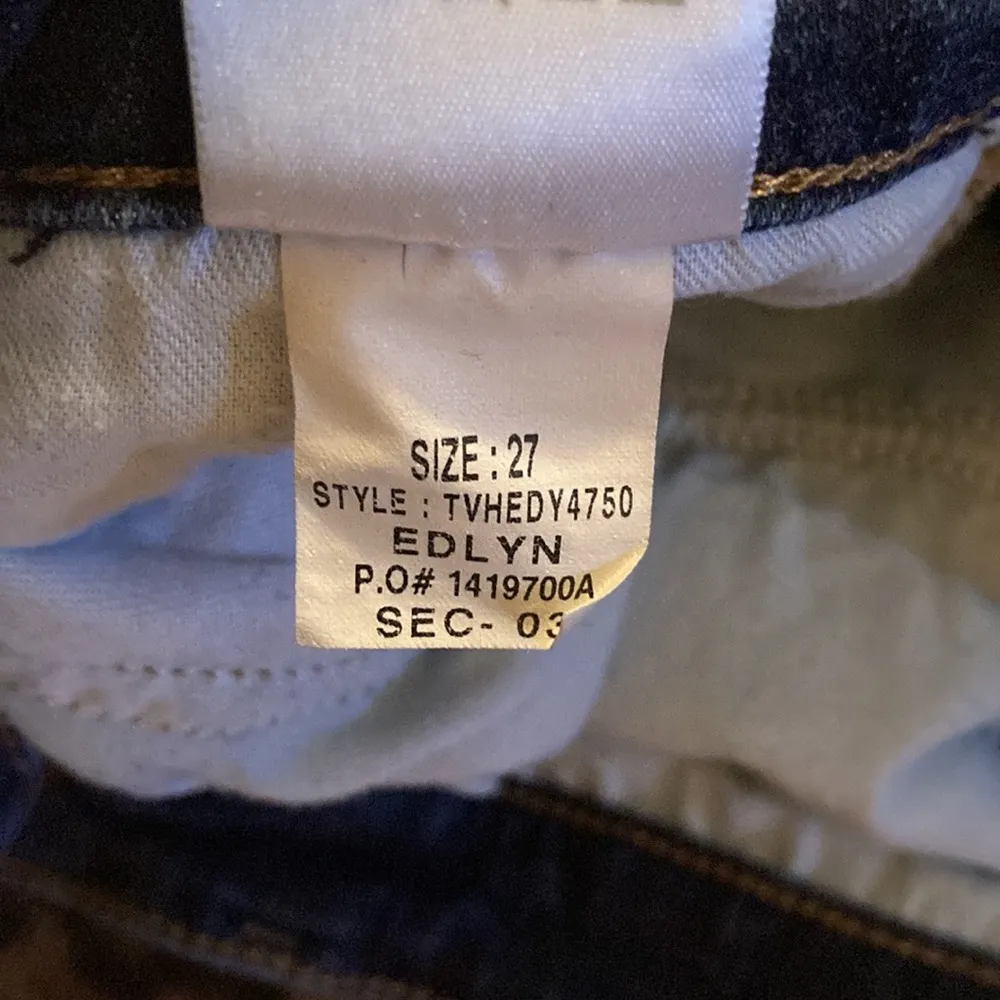 SIZE : 27
STYLE : TVHEDY4750
EDLYN
P.O# 1419700A
SEC- 03